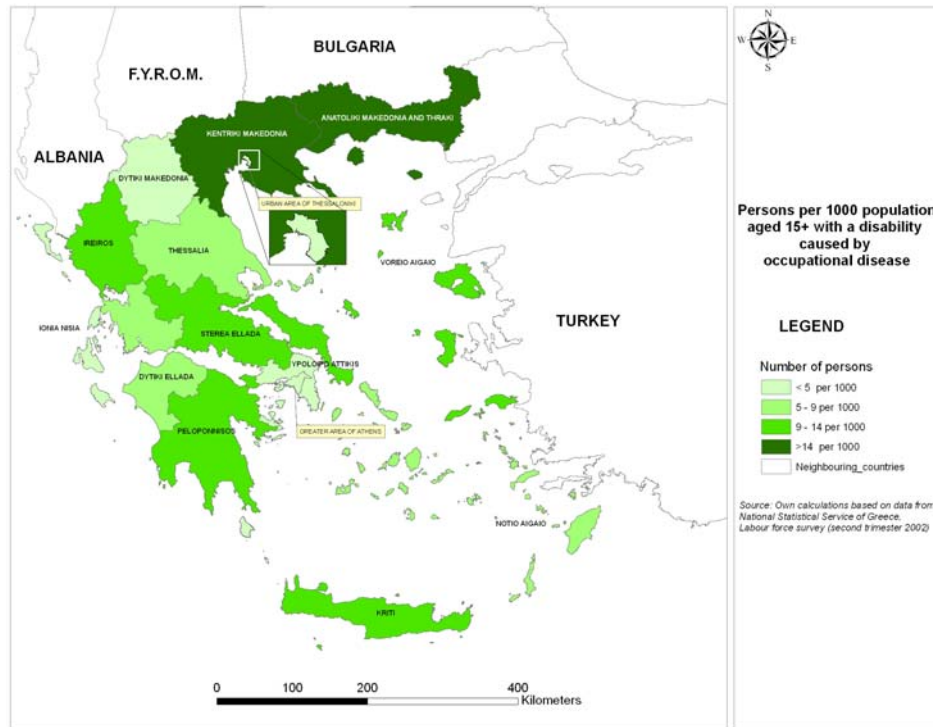 BULGARIA
F.Y.R.O.M.
ANATOLIKI MAKEDONIA AND THRAKI
KENTRIKI MAKEDONIA
ALBANIA
DYTIKI MAKEDONIA
URBAN AREA OF THESSALONIKI
IREIROS
THESSALIA
VOREIO AIGAIO
IONIA NISIA
STEREA ELLADA
TURKEY
YPOLOIPO ATTIKIS
DYTIKI ELLADA
PELOPONNISOS
GREATER AREA OF ATHENS
NOTIO AIGAIO
KRITI
0 100 200 400
Kilometers
N
W E
S
Persons per 1000 population
aged 15+ with a disability
caused by
occupational disease
LEGEND
Number of persons
< 5 per 1000
5 - 9 per 1000
9 - 14 per 1000
>14 per 1000
Neighbouring_countries
Source: Own calculations based on data from
National Statistical Service of Greece,
Labour force survey (second trimester 2002)